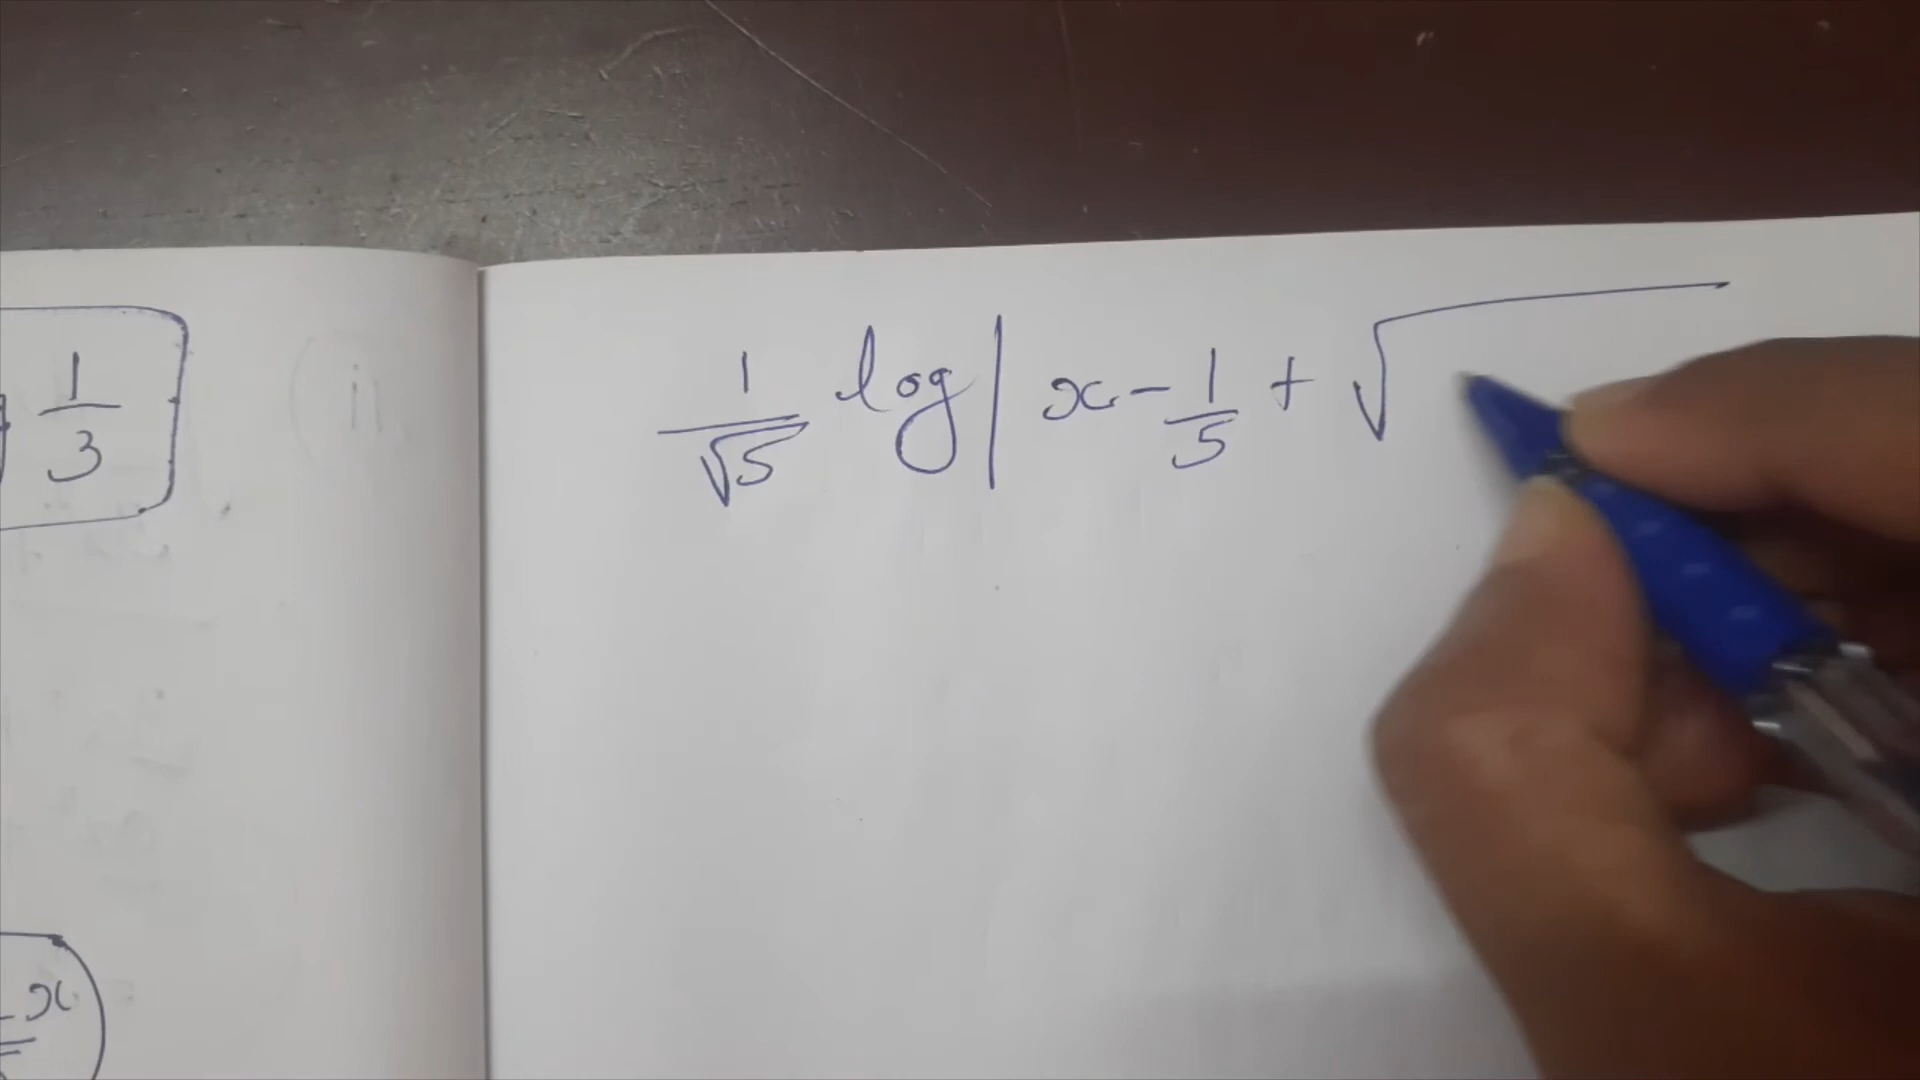 1/3
1/√5 log| x - 1/5 + √
- x